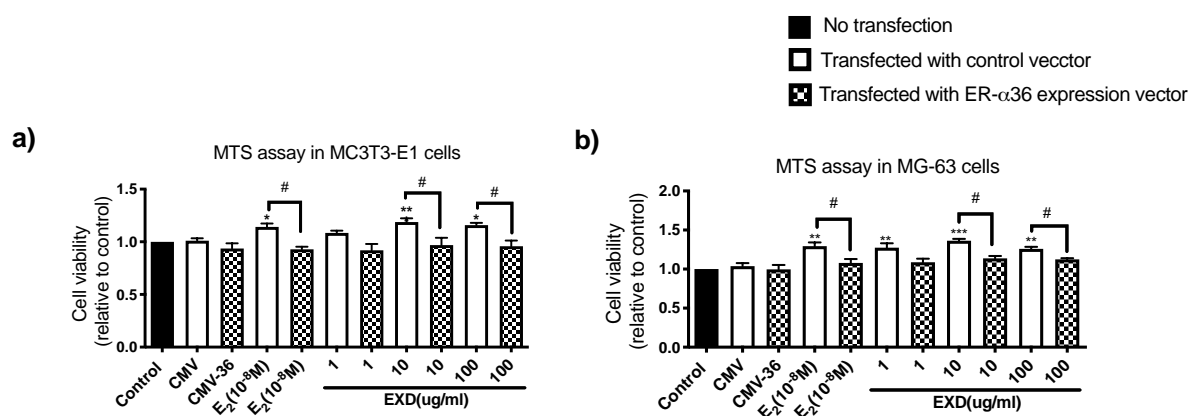 No transfection
Transfected with control vecctor
Transfected with ER-α36 expression vector
a)
MTS assay in MC3T3-E1 cells
Cell viability
(relative to control)
1.5
1.0
0.5
0.0
* # ** # * #
Control CMV CMV-36 E₂(10⁻⁸M) E₂(10⁻⁸M) 1 1 10 10 100 100
EXD(ug/ml)
b)
MTS assay in MG-63 cells
Cell viability
(relative to control)
2.0
1.5
1.0
0.5
0.0
** # ** *** # ** #
Control CMV CMV-36 E₂(10⁻⁸M) E₂(10⁻⁸M) 1 1 10 10 100 100
EXD(ug/ml)